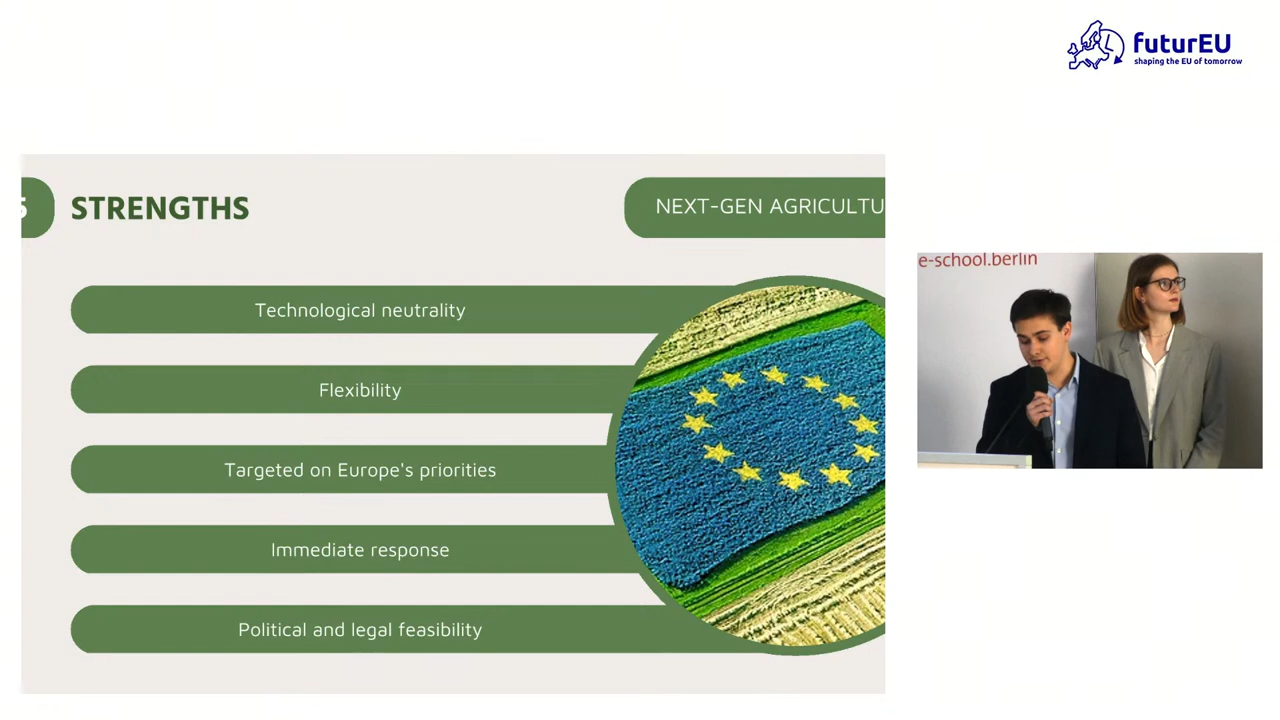 futurEU
shaping the EU of tomorrow
STRENGTHS
NEXT-GEN AGRICULTU
Technological neutrality
Flexibility
Targeted on Europe's priorities
Immediate response
Political and legal feasibility
e-school.berlin